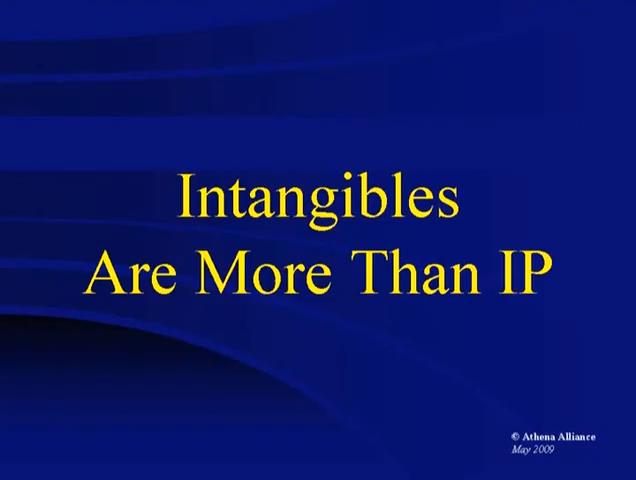 Intangibles
Are More Than IP
© Athena Alliance
May 2009